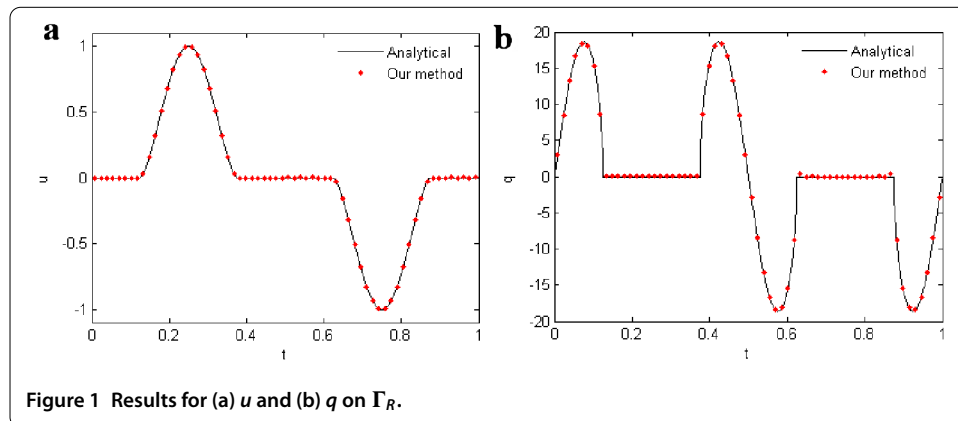 a
1
0.5
0
-0.5
-1
u
0 0.2 0.4 0.6 0.8 1
t
Analytical
Our method
b
20
15
10
5
0
-5
-10
-15
-20
q
0 0.2 0.4 0.6 0.8 1
t
Analytical
Our method
Figure 1 Results for (a) u and (b) q on Γ_R.